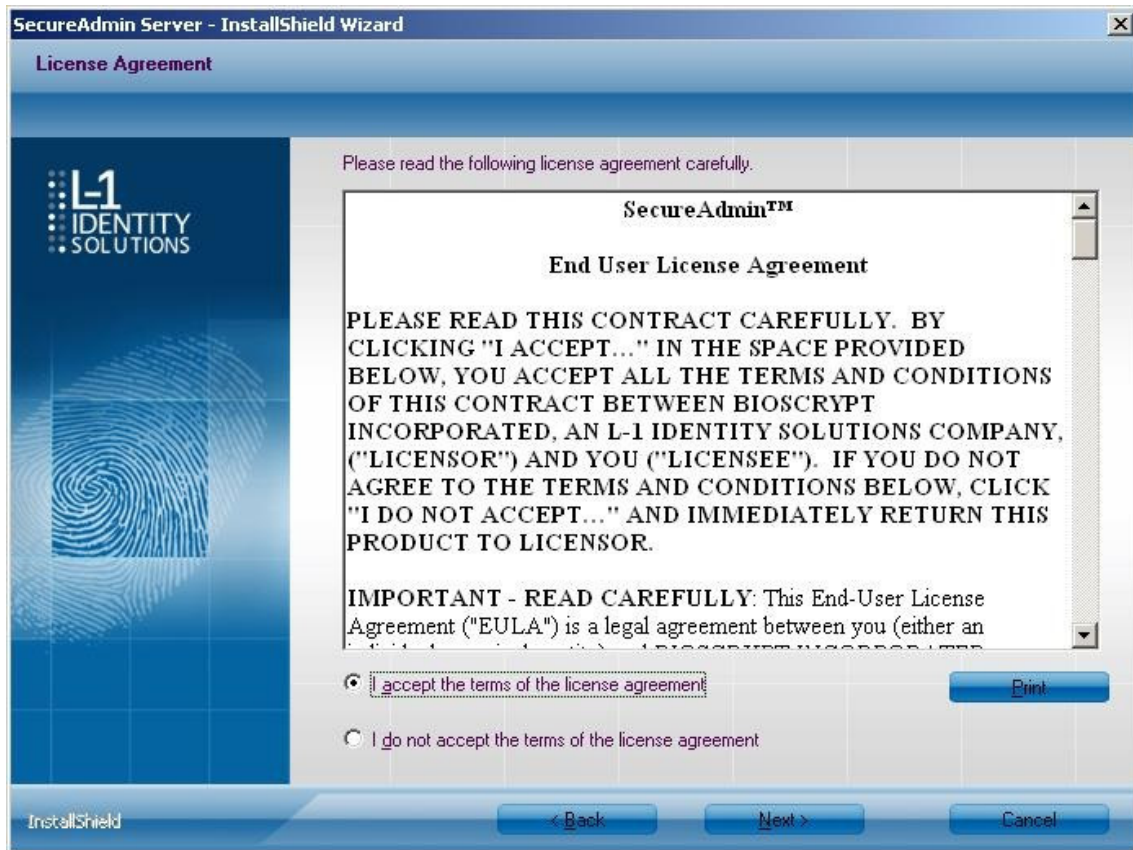 SecureAdmin Server - InstallShield Wizard
License Agreement
L-1
IDENTITY
SOLUTIONS
Please read the following license agreement carefully.
SecureAdmin™
End User License Agreement
PLEASE READ THIS CONTRACT CAREFULLY. BY
CLICKING "I ACCEPT..." IN THE SPACE PROVIDED
BELOW, YOU ACCEPT ALL THE TERMS AND CONDITIONS
OF THIS CONTRACT BETWEEN BIOSCRYPT
INCORPORATED, AN L-1 IDENTITY SOLUTIONS COMPANY,
("LICENSOR") AND YOU ("LICENSEE"). IF YOU DO NOT
AGREE TO THE TERMS AND CONDITIONS BELOW, CLICK
"I DO NOT ACCEPT..." AND IMMEDIATELY RETURN THIS
PRODUCT TO LICENSOR.
IMPORTANT - READ CAREFULLY: This End-User License
Agreement ("EULA") is a legal agreement between you (either an
I accept the terms of the license agreement
Print
I do not accept the terms of the license agreement
InstallShield
< Back
Next >
Cancel